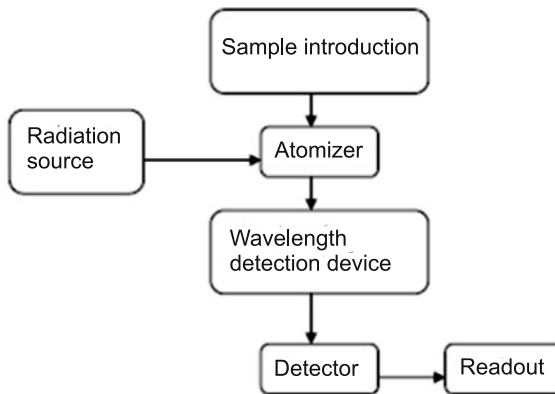 Sample introduction
Radiation
source
Atomizer
Wavelength
detection device
Detector
Readout